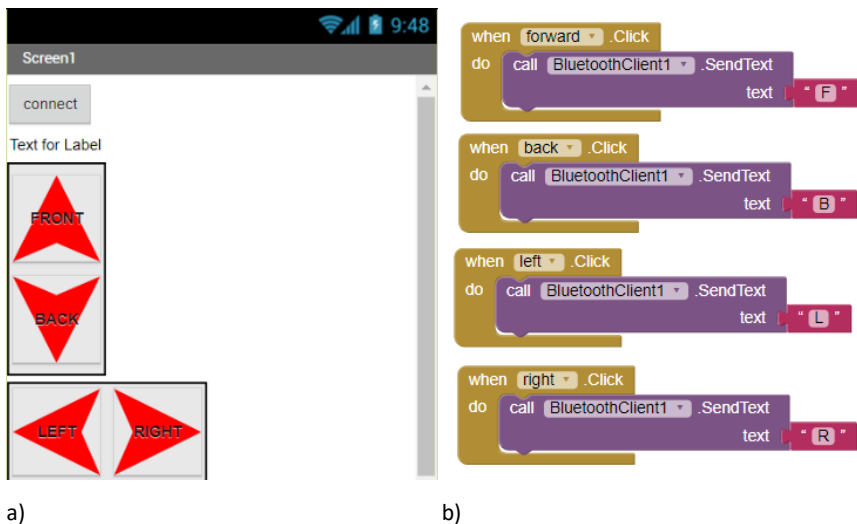 9:48
Screen1
connect
Text for Label
FRONT
BACK
LEFT RIGHT
when forward .Click
do call BluetoothClient1 .SendText
text “ F ”
when back .Click
do call BluetoothClient1 .SendText
text “ B ”
when left .Click
do call BluetoothClient1 .SendText
text “ L ”
when right .Click
do call BluetoothClient1 .SendText
text “ R ”
a) b)